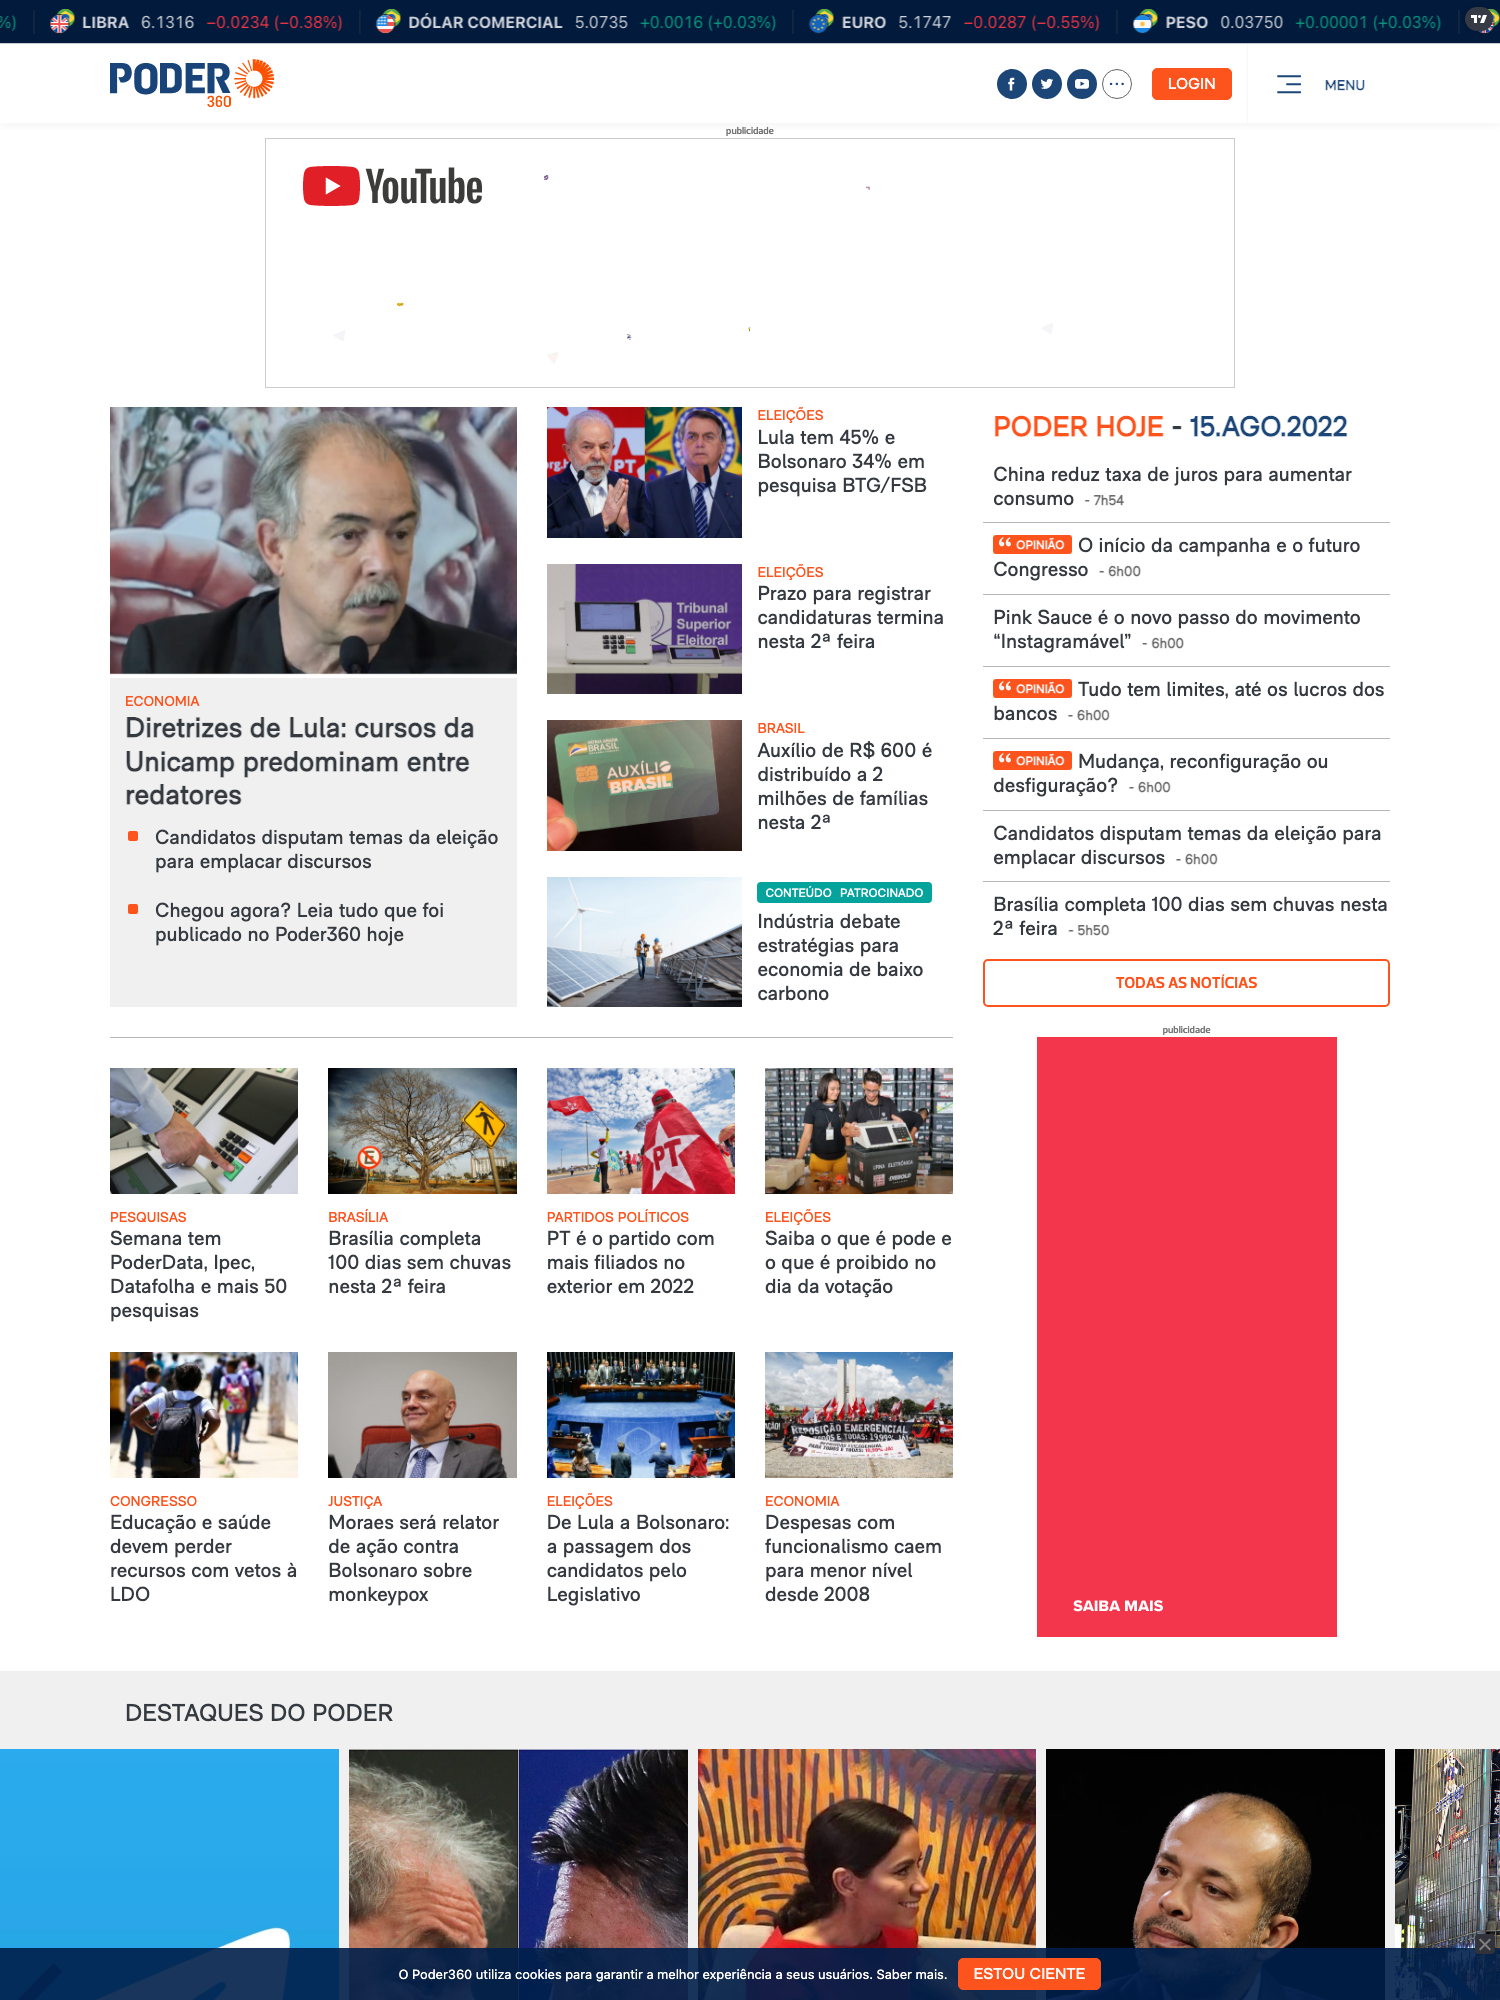 %)
LIBRA 6.1316 −0.0234 (−0.38%)
DÓLAR COMERCIAL 5.0735 +0.0016 (+0.03%)
EURO 5.1747 −0.0287 (−0.55%)
PESO 0.03750 +0.00001 (+0.03%)
PODER
360
LOGIN
MENU
publicidade
YouTube
ECONOMIA
Diretrizes de Lula: cursos da
Unicamp predominam entre
redatores
Candidatos disputam temas da eleição
para emplacar discursos
Chegou agora? Leia tudo que foi
publicado no Poder360 hoje
ELEIÇÕES
Lula tem 45% e
Bolsonaro 34% em
pesquisa BTG/FSB
Tribunal
Superior
Eleitoral
ELEIÇÕES
Prazo para registrar
candidaturas termina
nesta 2ª feira
BRASIL
AUXÍLIO
BRASIL
BRASIL
Auxílio de R$ 600 é
distribuído a 2
milhões de famílias
nesta 2ª
CONTEÚDO PATROCINADO
Indústria debate
estratégias para
economia de baixo
carbono
PODER HOJE - 15.AGO.2022
China reduz taxa de juros para aumentar
consumo - 7h54
OPINIÃO O início da campanha e o futuro
Congresso - 6h00
Pink Sauce é o novo passo do movimento
“Instagramável” - 6h00
OPINIÃO Tudo tem limites, até os lucros dos
bancos - 6h00
OPINIÃO Mudança, reconfiguração ou
desfiguração? - 6h00
Candidatos disputam temas da eleição para
emplacar discursos - 6h00
Brasília completa 100 dias sem chuvas nesta
2ª feira - 5h50
TODAS AS NOTÍCIAS
publicidade
SAIBA MAIS
PESQUISAS
Semana tem
PoderData, Ipec,
Datafolha e mais 50
pesquisas
E
BRASÍLIA
Brasília completa
100 dias sem chuvas
nesta 2ª feira
PT
PARTIDOS POLÍTICOS
PT é o partido com
mais filiados no
exterior em 2022
ELEIÇÕES
Saiba o que é pode e
o que é proibido no
dia da votação
CONGRESSO
Educação e saúde
devem perder
recursos com vetos à
LDO
JUSTIÇA
Moraes será relator
de ação contra
Bolsonaro sobre
monkeypox
ELEIÇÕES
De Lula a Bolsonaro:
a passagem dos
candidatos pelo
Legislativo
REPOSIÇÃO EMERGENCIAL
ECONOMIA
Despesas com
funcionalismo caem
para menor nível
desde 2008
DESTAQUES DO PODER
O Poder360 utiliza cookies para garantir a melhor experiência a seus usuários. Saber mais.
ESTOU CIENTE